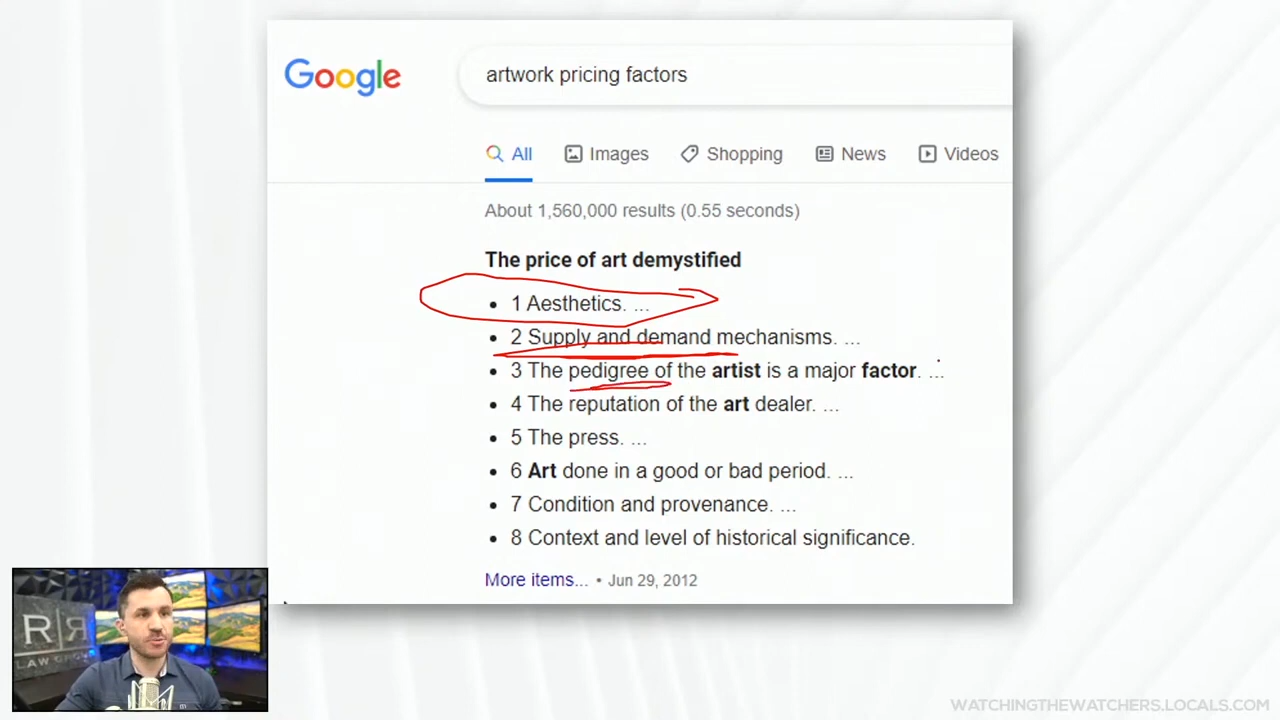 Google
artwork pricing factors
All Images Shopping News Videos
About 1,560,000 results (0.55 seconds)
The price of art demystified
• 1 Aesthetics. ...
• 2 Supply and demand mechanisms. ...
• 3 The pedigree of the artist is a major factor. ...
• 4 The reputation of the art dealer. ...
• 5 The press. ...
• 6 Art done in a good or bad period. ...
• 7 Condition and provenance. ...
• 8 Context and level of historical significance.
More items... • Jun 29, 2012
R|R
LAW GRO
WATCHINGTHEWATCHERS.LOCALS.COM